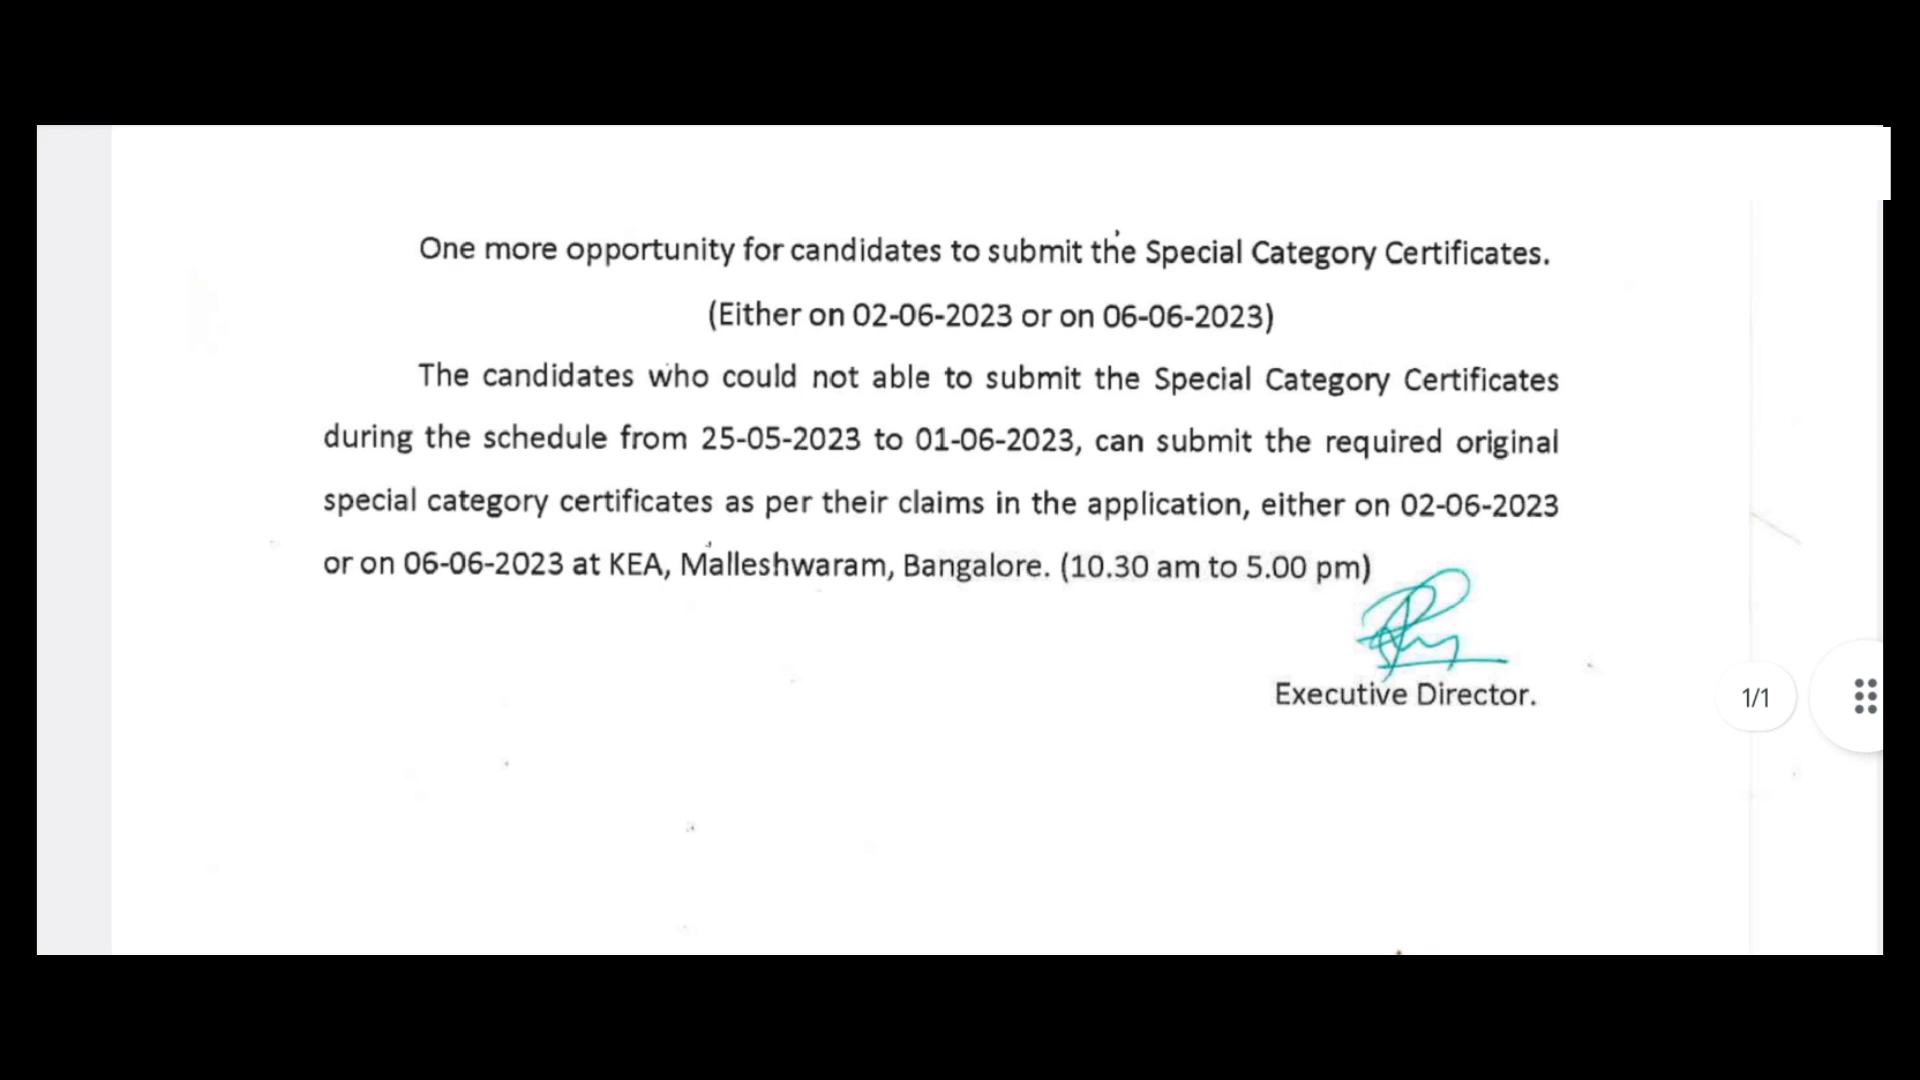 One more opportunity for candidates to submit the Special Category Certificates.
(Either on 02-06-2023 or on 06-06-2023)
The candidates who could not able to submit the Special Category Certificates
during the schedule from 25-05-2023 to 01-06-2023, can submit the required original
special category certificates as per their claims in the application, either on 02-06-2023
or on 06-06-2023 at KEA, Malleshwaram, Bangalore. (10.30 am to 5.00 pm)
Executive Director.
1/1